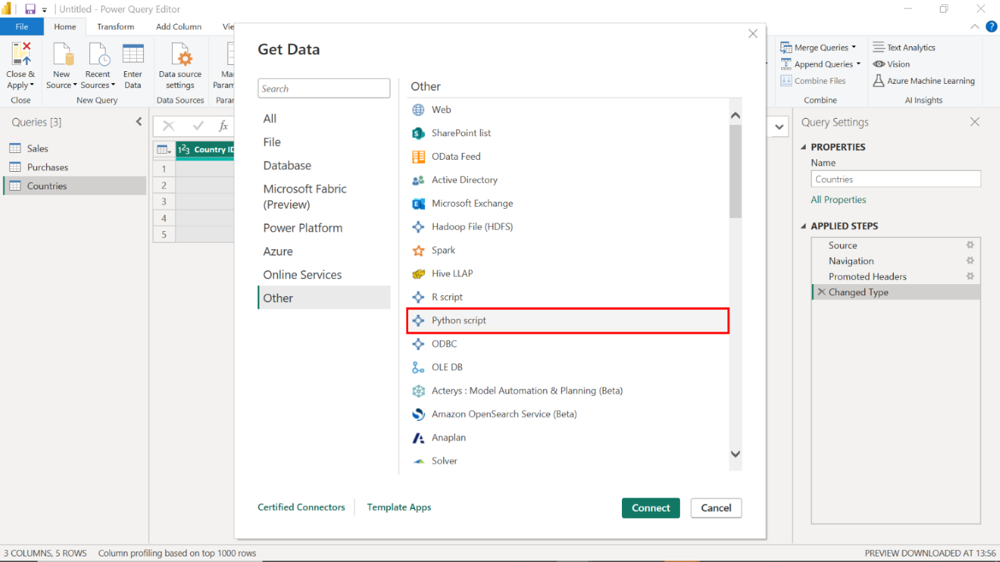 Untitled - Power Query Editor
File
Home
Transform
Add Column
?
Close &
Apply
Close
New
Source
Recent
Sources
Enter
Data
New Query
Data source
settings
Data Sources
Merge Queries
Append Queries
Combine Files
Combine
Text Analytics
Vision
Azure Machine Learning
AI Insights
Queries [3]
Sales
Purchases
Countries
fx
1²3 Country ID
1
2
3
4
5
Get Data
Search
All
File
Database
Microsoft Fabric
(Preview)
Power Platform
Azure
Online Services
Other
Other
Web
SharePoint list
OData Feed
Active Directory
Microsoft Exchange
Hadoop File (HDFS)
Spark
Hive LLAP
R script
Python script
ODBC
OLE DB
Acterys : Model Automation & Planning (Beta)
Amazon OpenSearch Service (Beta)
Anaplan
Solver
Certified Connectors
Template Apps
Connect
Cancel
Query Settings
PROPERTIES
Name
Countries
All Properties
APPLIED STEPS
Source
Navigation
Promoted Headers
Changed Type
3 COLUMNS, 5 ROWS
Column profiling based on top 1000 rows
PREVIEW DOWNLOADED AT 13:56